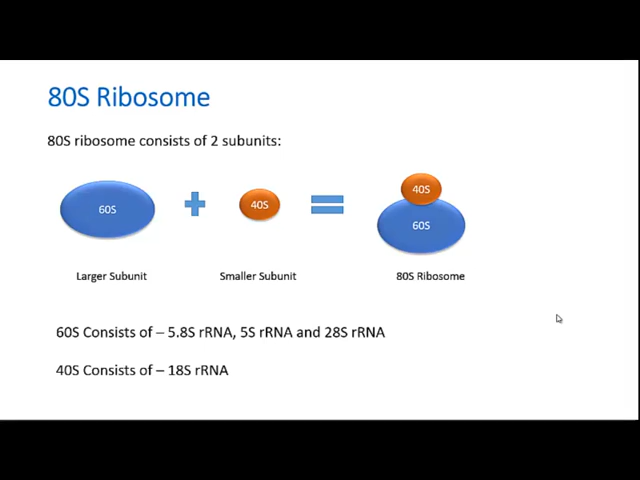 80S Ribosome
80S ribosome consists of 2 subunits:
60S
40S
40S
60S
Larger Subunit
Smaller Subunit
80S Ribosome
60S Consists of – 5.8S rRNA, 5S rRNA and 28S rRNA
40S Consists of – 18S rRNA